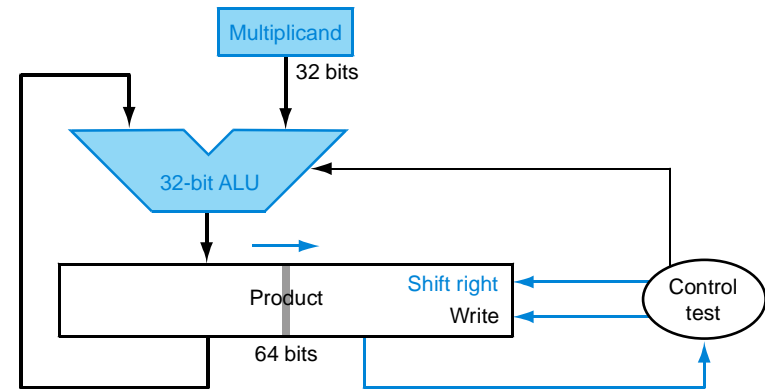 Multiplicand
32 bits
32-bit ALU
Product
Shift right
Write
64 bits
Control
test